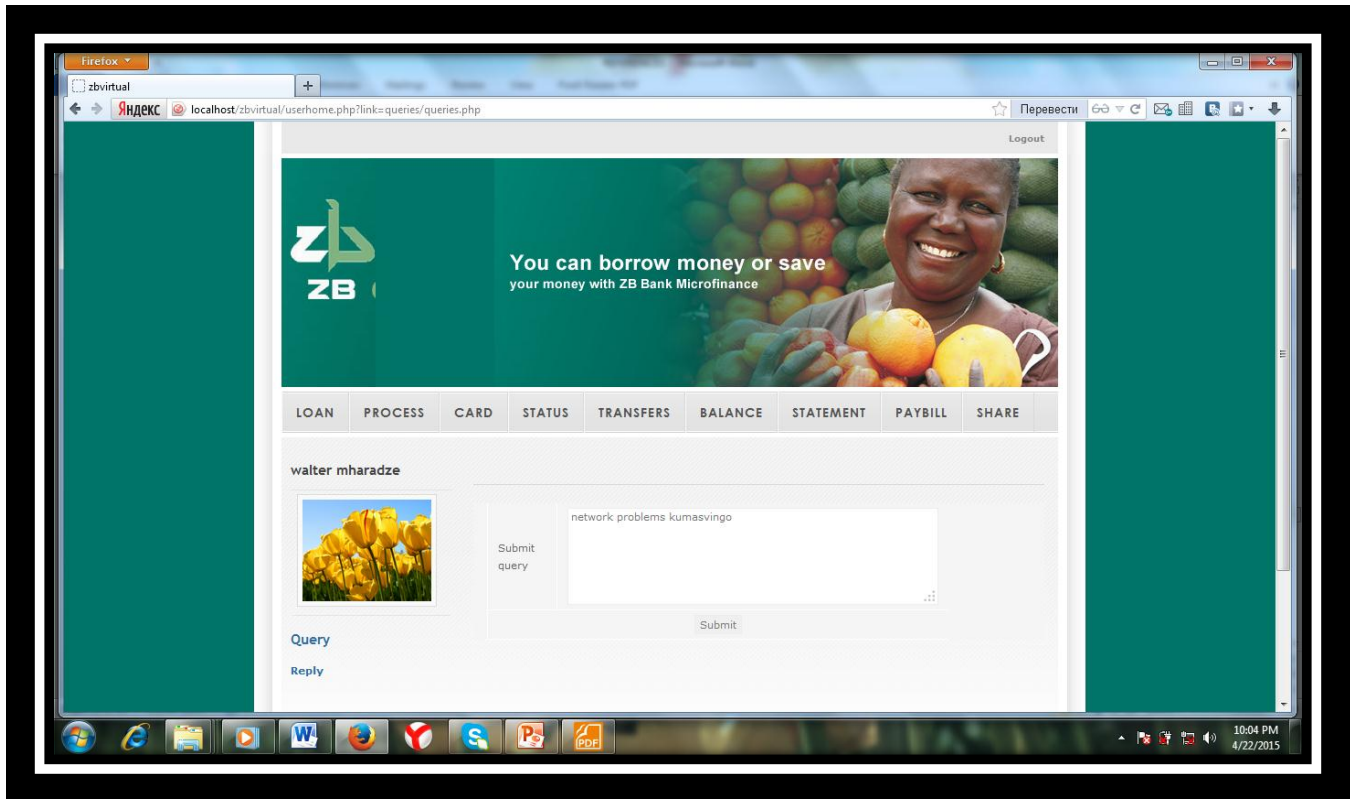 Firefox
zbvirtual
+
Яндекс localhost/zbvirtual/userhome.php?link=queries/queries.php Перевести
Logout
zb
ZB
You can borrow money or save
your money with ZB Bank Microfinance
LOAN PROCESS CARD STATUS TRANSFERS BALANCE STATEMENT PAYBILL SHARE
walter mharadze
network problems kumasvingo
Submit
query
Submit
Query
Reply
PDF
10:04 PM
4/22/2015